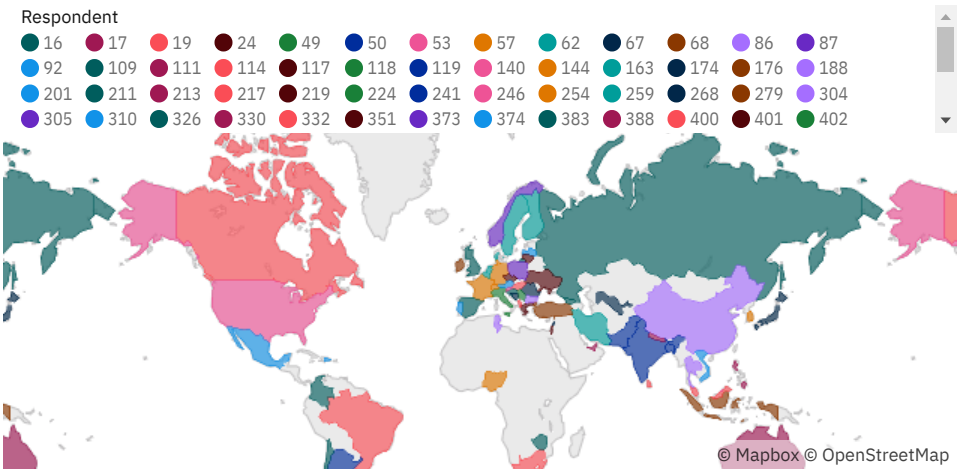 Respondent
16 17 19 24 49 50 53 57 62 67 68 86 87
92 109 111 114 117 118 119 140 144 163 174 176 188
201 211 213 217 219 224 241 246 254 259 268 279 304
305 310 326 330 332 351 373 374 383 388 400 401 402
© Mapbox © OpenStreetMap